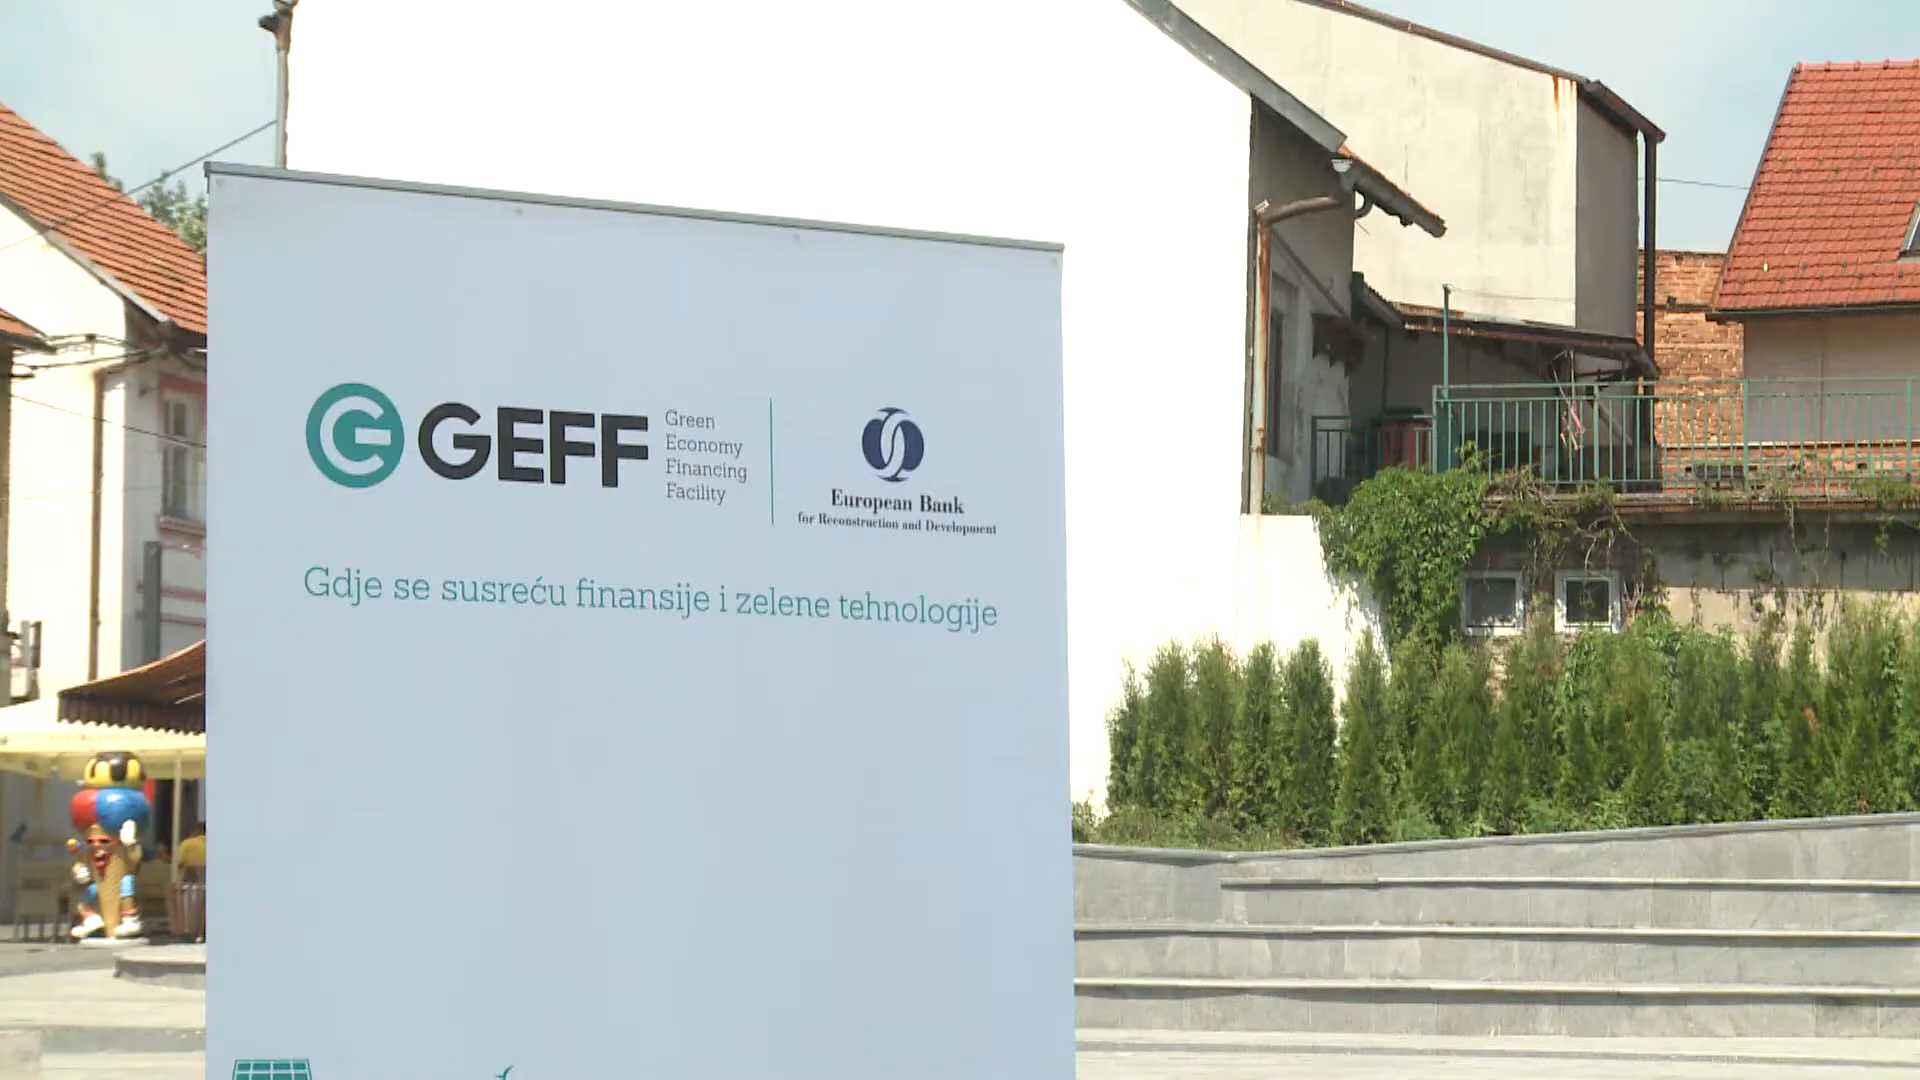 GEFF
Green
Economy
Financing
Facility
European Bank
for Reconstruction and Development
Gdje se susreću finansije i zelene tehnologije